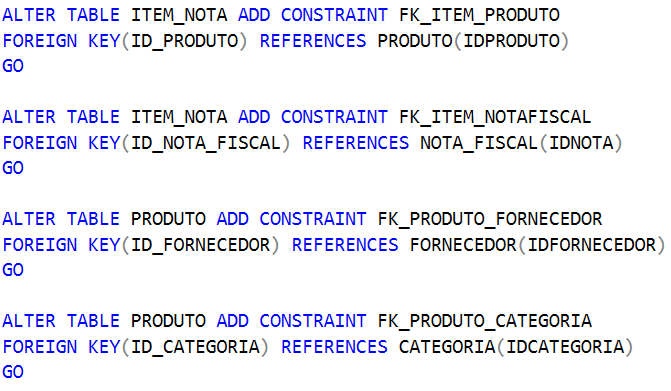 ALTER TABLE ITEM_NOTA ADD CONSTRAINT FK_ITEM_PRODUTO
FOREIGN KEY(ID_PRODUTO) REFERENCES PRODUTO(IDPRODUTO)
GO
ALTER TABLE ITEM_NOTA ADD CONSTRAINT FK_ITEM_NOTAFISCAL
FOREIGN KEY(ID_NOTA_FISCAL) REFERENCES NOTA_FISCAL(IDNOTA)
GO
ALTER TABLE PRODUTO ADD CONSTRAINT FK_PRODUTO_FORNECEDOR
FOREIGN KEY(ID_FORNECEDOR) REFERENCES FORNECEDOR(IDFORNECEDOR)
GO
ALTER TABLE PRODUTO ADD CONSTRAINT FK_PRODUTO_CATEGORIA
FOREIGN KEY(ID_CATEGORIA) REFERENCES CATEGORIA(IDCATEGORIA)
GO